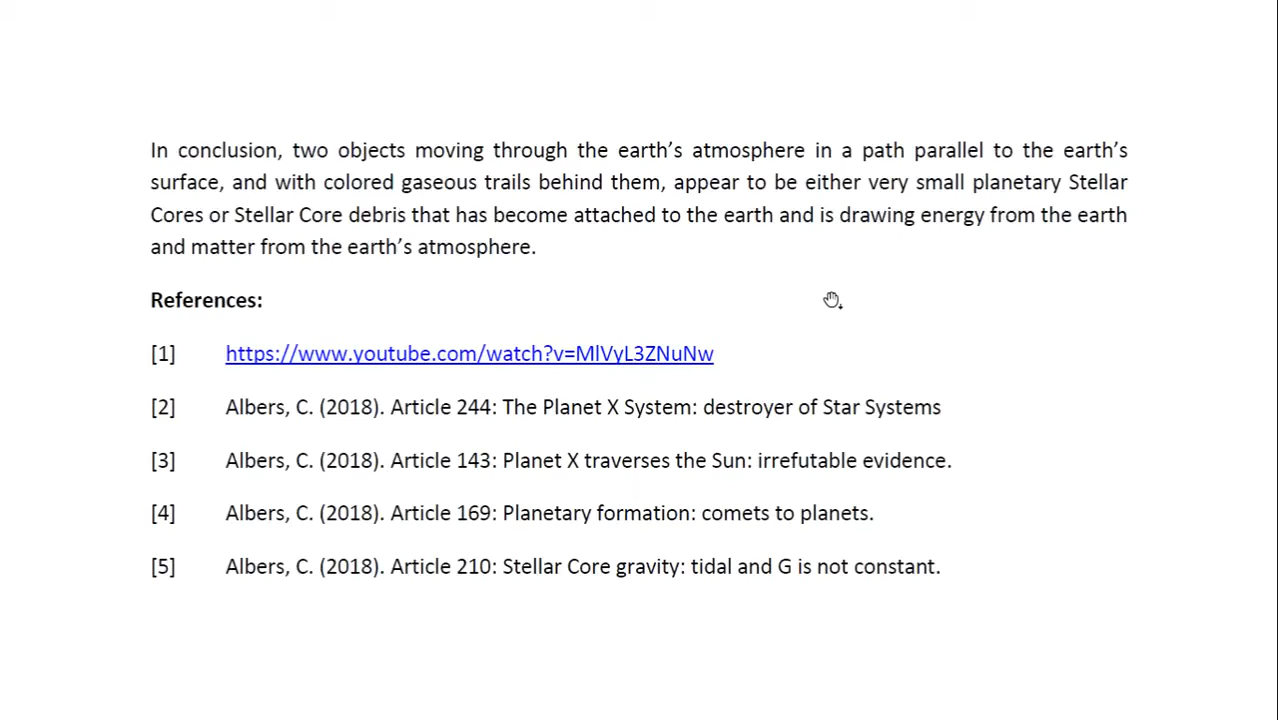 In conclusion, two objects moving through the earth’s atmosphere in a path parallel to the earth’s
surface, and with colored gaseous trails behind them, appear to be either very small planetary Stellar
Cores or Stellar Core debris that has become attached to the earth and is drawing energy from the earth
and matter from the earth’s atmosphere.
References:
[1] https://www.youtube.com/watch?v=MlVyL3ZNuNw
[2] Albers, C. (2018). Article 244: The Planet X System: destroyer of Star Systems
[3] Albers, C. (2018). Article 143: Planet X traverses the Sun: irrefutable evidence.
[4] Albers, C. (2018). Article 169: Planetary formation: comets to planets.
[5] Albers, C. (2018). Article 210: Stellar Core gravity: tidal and G is not constant.